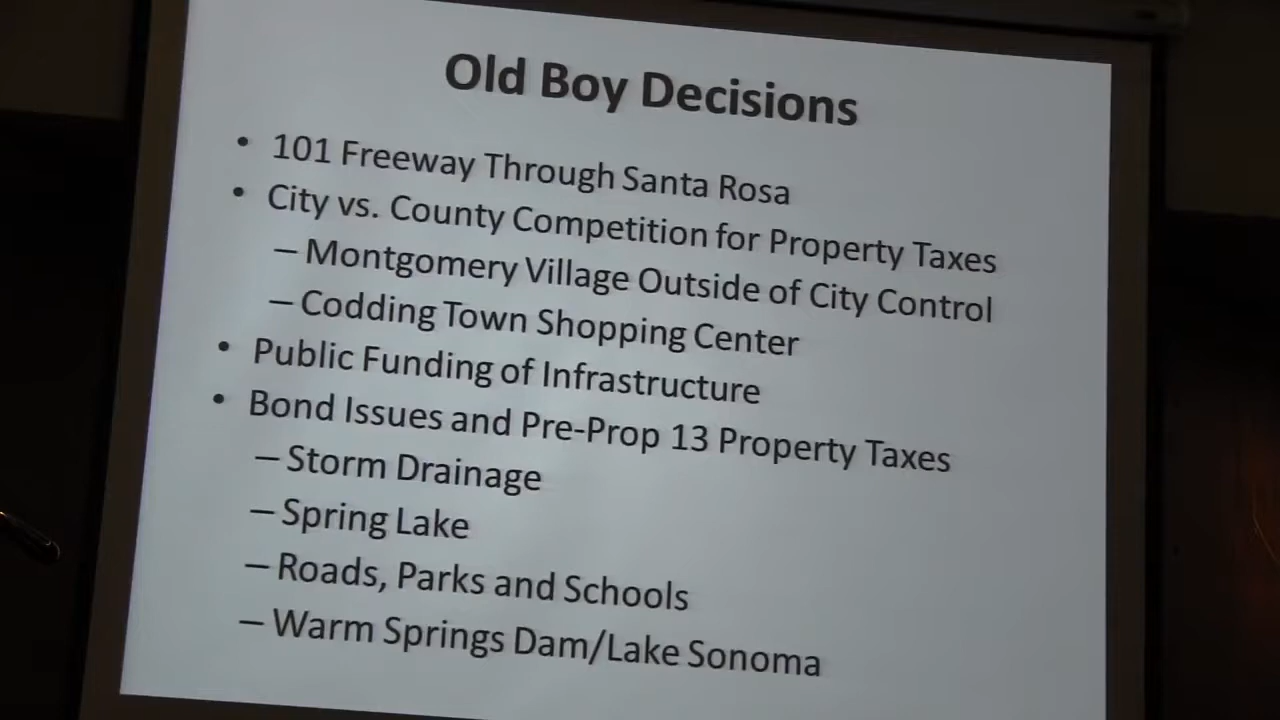 Old Boy Decisions
• 101 Freeway Through Santa Rosa
• City vs. County Competition for Property Taxes
– Montgomery Village Outside of City Control
– Codding Town Shopping Center
• Public Funding of Infrastructure
• Bond Issues and Pre-Prop 13 Property Taxes
– Storm Drainage
– Spring Lake
– Roads, Parks and Schools
– Warm Springs Dam/Lake Sonoma